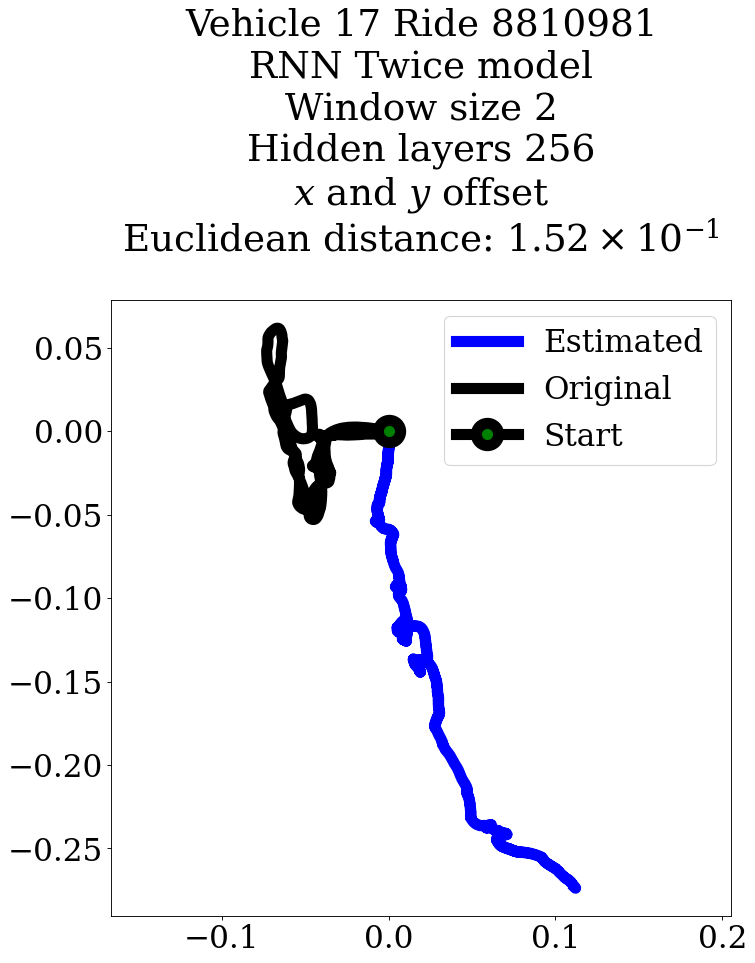 Vehicle 17 Ride 8810981
RNN Twice model
Window size 2
Hidden layers 256
x and y offset
Euclidean distance: 1.52 × 10⁻¹
Estimated
Original
Start
0.05
0.00
−0.05
−0.10
−0.15
−0.20
−0.25
−0.1 0.0 0.1 0.2